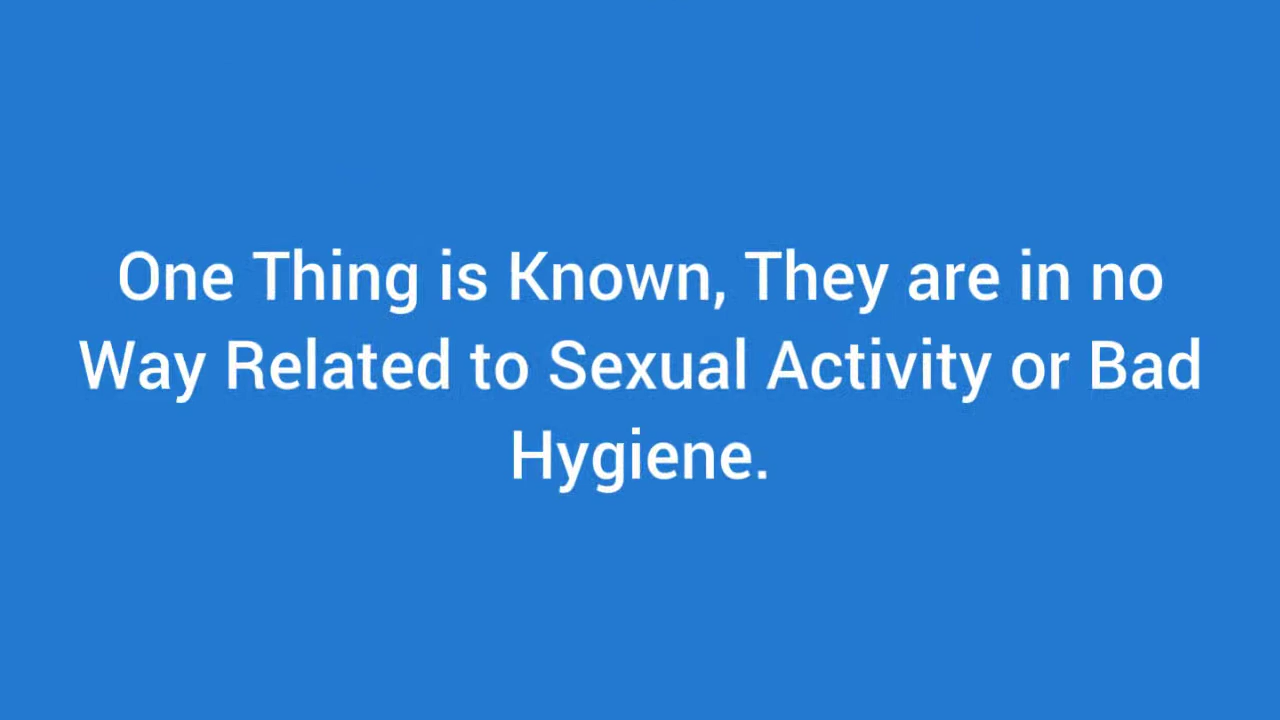 One Thing is Known, They are in no
Way Related to Sexual Activity or Bad
Hygiene.